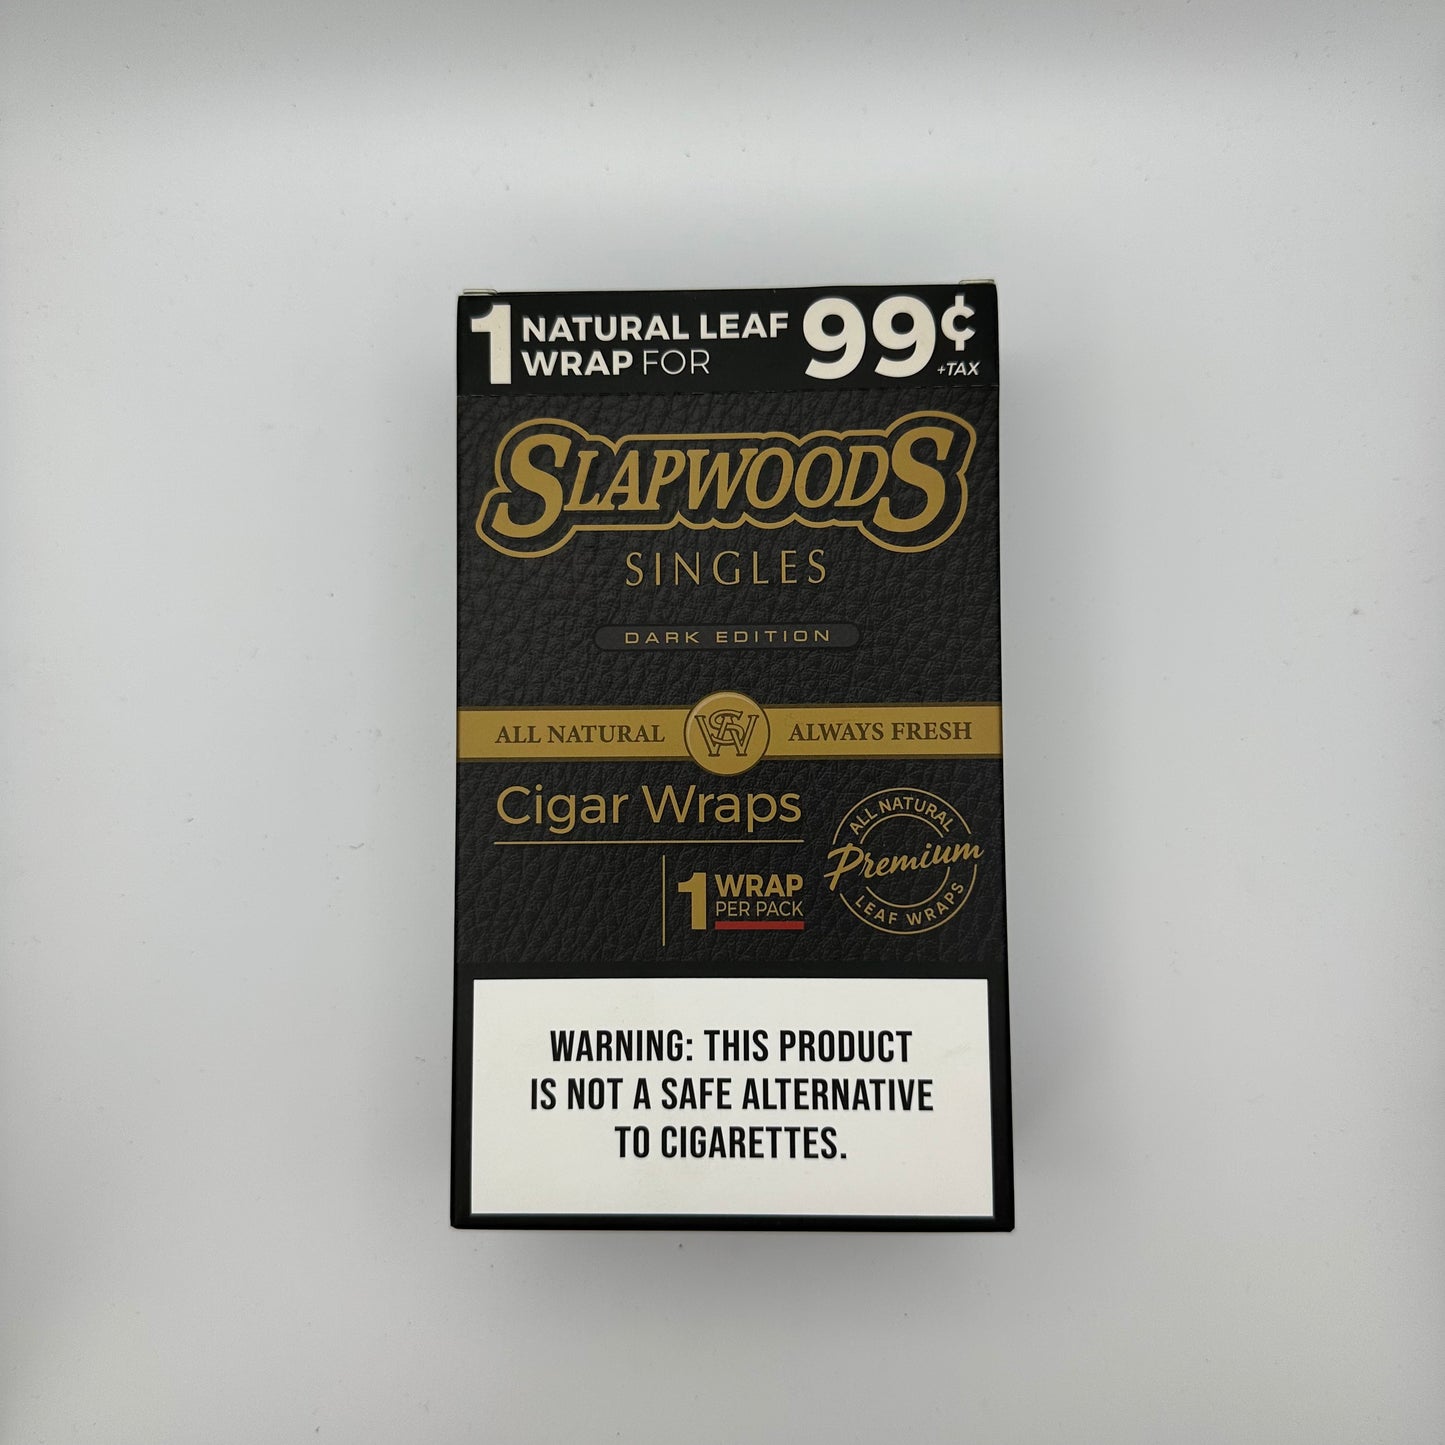 1 NATURAL LEAF
WRAP FOR
99¢
+TAX
SLAPWOODS
SINGLES
DARK EDITION
ALL NATURAL SW ALWAYS FRESH
Cigar Wraps
1 WRAP
PER PACK
ALL NATURAL
Premium
LEAF WRAPS
WARNING: THIS PRODUCT
IS NOT A SAFE ALTERNATIVE
TO CIGARETTES.